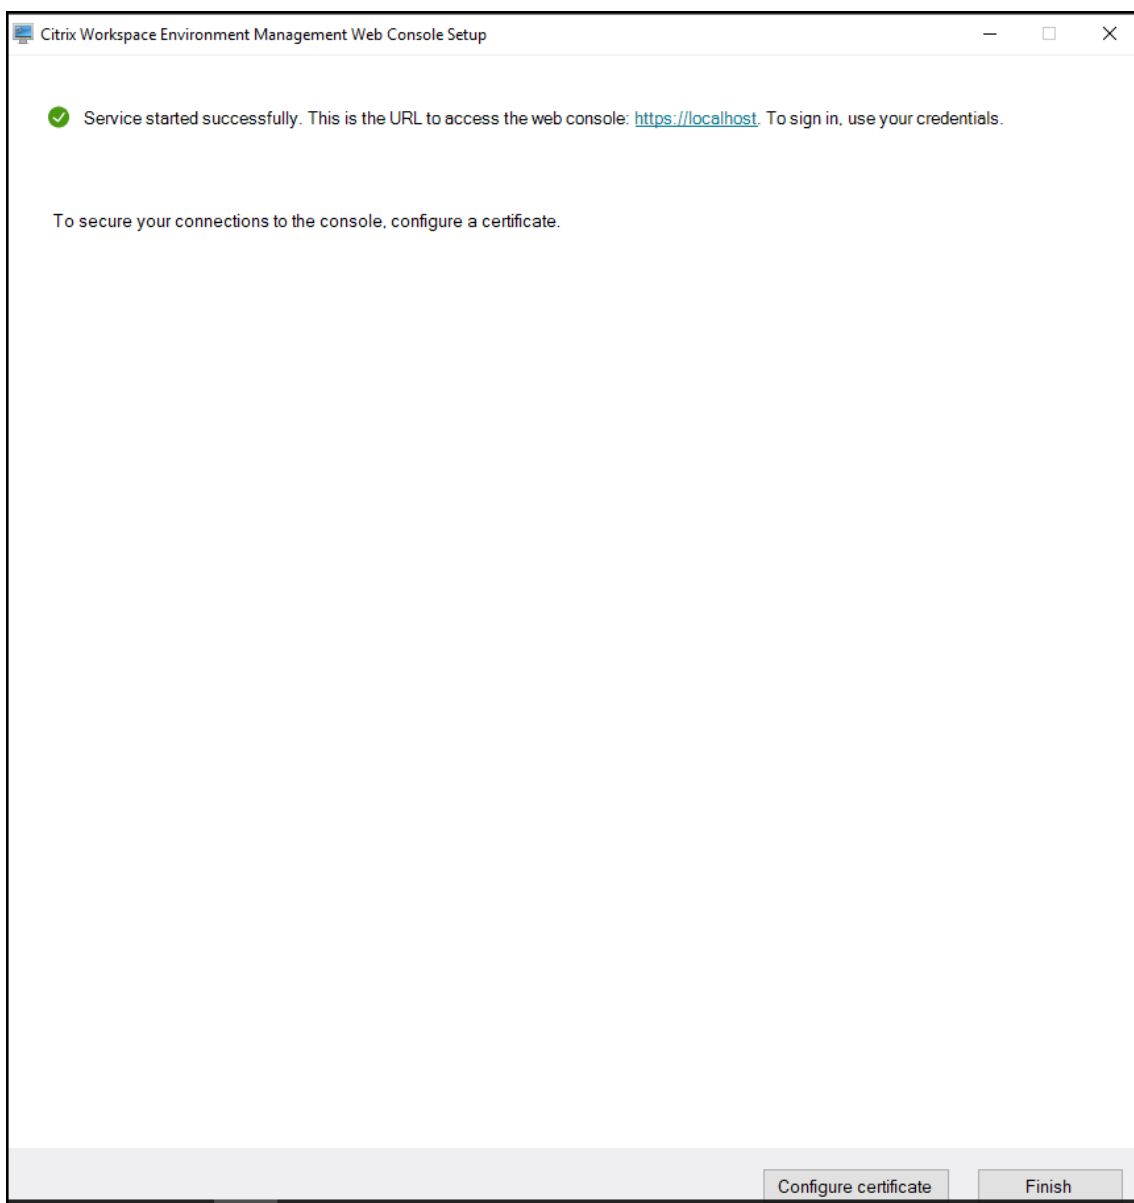 Citrix Workspace Environment Management Web Console Setup
Service started successfully. This is the URL to access the web console: https://localhost. To sign in, use your credentials.
To secure your connections to the console, configure a certificate.
Configure certificate
Finish